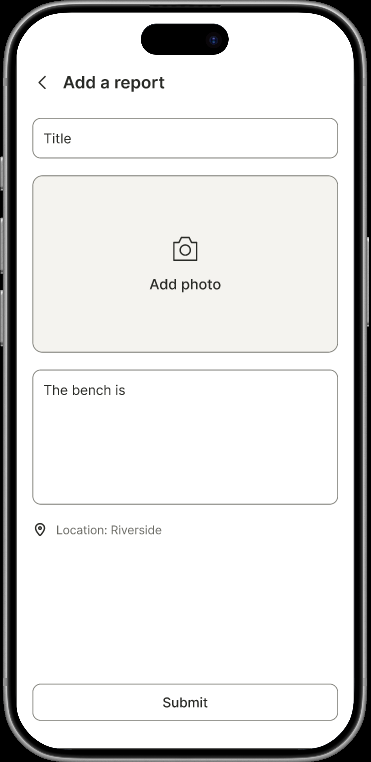 Add a report
Title
Add photo
The bench is
Location: Riverside
Submit